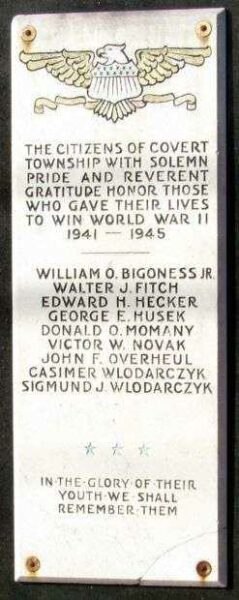 THE CITIZENS OF COVERT
TOWNSHIP WITH SOLEMN
PRIDE AND REVERENT
GRATITUDE HONOR THOSE
WHO GAVE THEIR LIVES
TO WIN WORLD WAR II
1941 — 1945
WILLIAM O. BIGONESS JR.
WALTER J. FITCH
EDWARD H. HECKER
GEORGE E. HUSEK
DONALD O. MOMANY
VICTOR W. NOVAK
JOHN F. OVERHEUL
CASIMER WLODARCZYK
SIGMUND J. WLODARCZYK
IN·THE·GLORY·OF·THEIR
YOUTH·WE·SHALL
REMEMBER·THEM